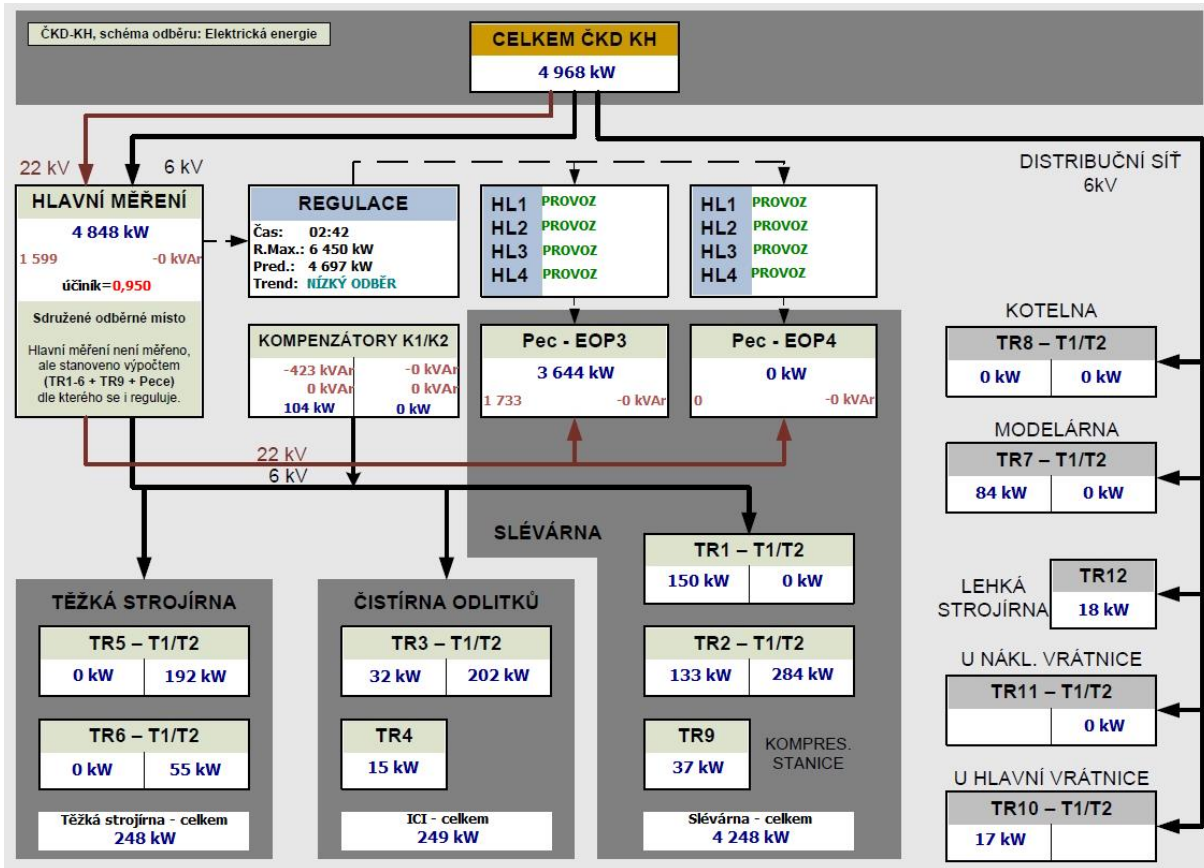 ČKD-KH, schéma odběru: Elektrická energie
CELKEM ČKD KH
4 968 kW
22 kV
6 kV
DISTRIBUČNÍ SÍŤ
6kV
HLAVNÍ MĚŘENÍ
4 848 kW
1 599 -0 kVAr
účiník=0,950
Sdružené odběrné místo
Hlavní měření není měřeno,
ale stanoveno výpočtem
(TR1-6 + TR9 + Pece)
dle kterého se i reguluje.
REGULACE
Čas: 02:42
R.Max.: 6 450 kW
Pred.: 4 697 kW
Trend: NÍZKÝ ODBĚR
HL1 PROVOZ
HL2 PROVOZ
HL3 PROVOZ
HL4 PROVOZ
HL1 PROVOZ
HL2 PROVOZ
HL3 PROVOZ
HL4 PROVOZ
KOMPENZÁTORY K1/K2
-423 kVAr -0 kVAr
0 kVAr 0 kVAr
104 kW 0 kW
Pec - EOP3
3 644 kW
1 733 -0 kVAr
Pec - EOP4
0 kW
0 -0 kVAr
KOTELNA
TR8 – T1/T2
0 kW 0 kW
MODELÁRNA
TR7 – T1/T2
84 kW 0 kW
22 kV
6 kV
SLÉVÁRNA
TR1 – T1/T2
150 kW 0 kW
LEHKÁ
STROJÍRNA
TR12
18 kW
TĚŽKÁ STROJÍRNA
TR5 – T1/T2
0 kW 192 kW
TR6 – T1/T2
0 kW 55 kW
Těžká strojírna - celkem
248 kW
ČISTÍRNA ODLITKŮ
TR3 – T1/T2
32 kW 202 kW
TR4
15 kW
ICI - celkem
249 kW
TR2 – T1/T2
133 kW 284 kW
TR9
37 kW
KOMPRES.
STANICE
Slévárna - celkem
4 248 kW
U NÁKL. VRÁTNICE
TR11 – T1/T2
0 kW
U HLAVNÍ VRÁTNICE
TR10 – T1/T2
17 kW